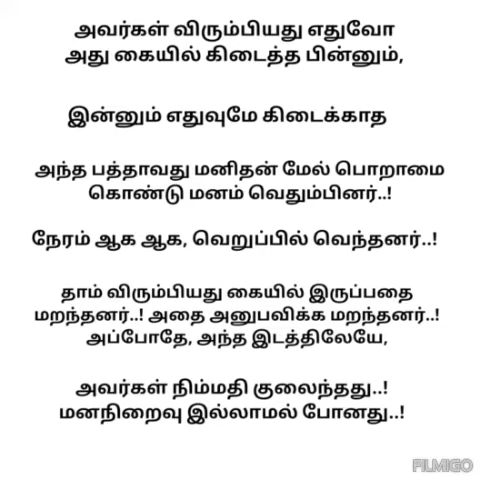 அவர்கள் விரும்பியது எதுவோ
அது கையில் கிடைத்த பின்னும்,
இன்னும் எதுவுமே கிடைக்காத
அந்த பத்தாவது மனிதன் மேல் பொறாமை
கொண்டு மனம் வெதும்பினர்..!
நேரம் ஆக ஆக, வெறுப்பில் வெந்தனர்..!
தாம் விரும்பியது கையில் இருப்பதை
மறந்தனர்..! அதை அனுபவிக்க மறந்தனர்..!
அப்போதே, அந்த இடத்திலேயே,
அவர்கள் நிம்மதி குலைந்தது..!
மனநிறைவு இல்லாமல் போனது..!
FILMIGO